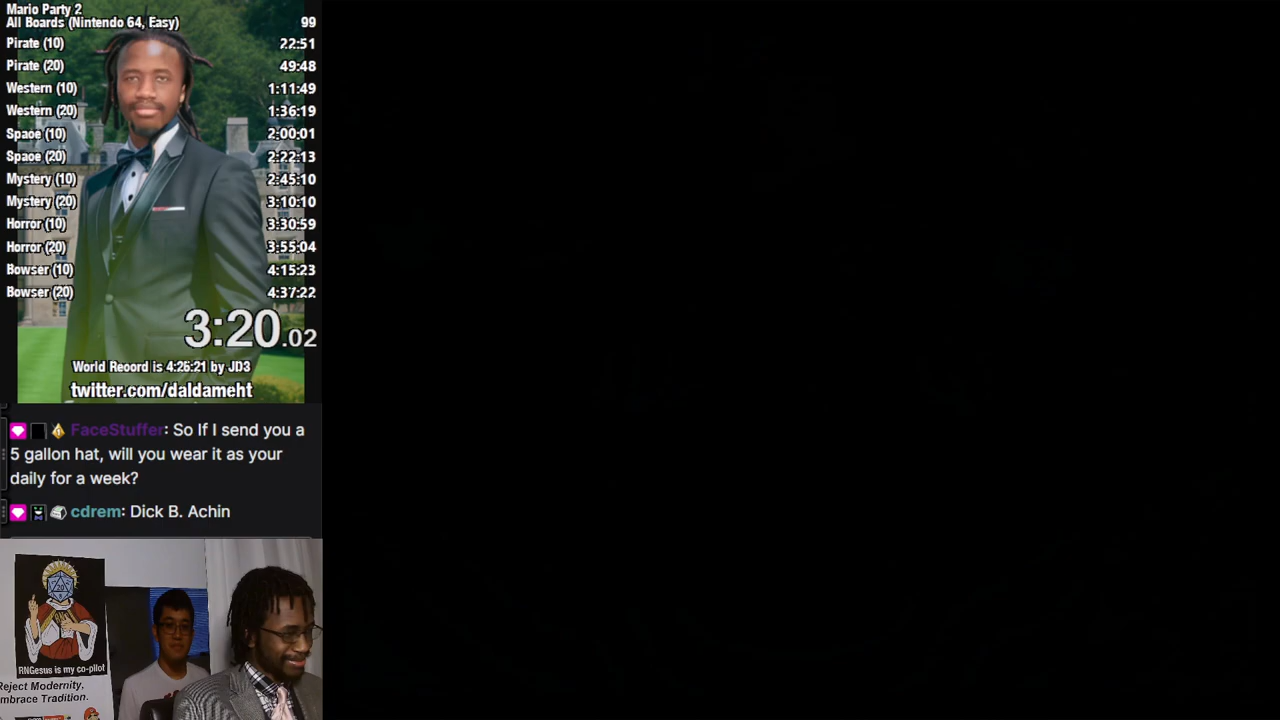 Mario Party 2
All Boards (Nintendo 64, Easy) 99
Pirate (10) 22:51
Pirate (20) 49:48
Western (10) 1:11:49
Western (20) 1:36:19
Space (10) 2:00:01
Space (20) 2:22:13
Mystery (10) 2:45:10
Mystery (20) 3:10:10
Horror (10) 3:30:59
Horror (20) 3:55:04
Bowser (10) 4:15:23
Bowser (20) 4:37:22
3:20.02
World Record is 4:26:21 by JD3
twitter.com/daldameht
FaceStuffer: So If I send you a
5 gallon hat, will you wear it as your
daily for a week?
cdrem: Dick B. Achin
RNGesus is my co-pilot
Reject Modernity,
mbrace Tradition.